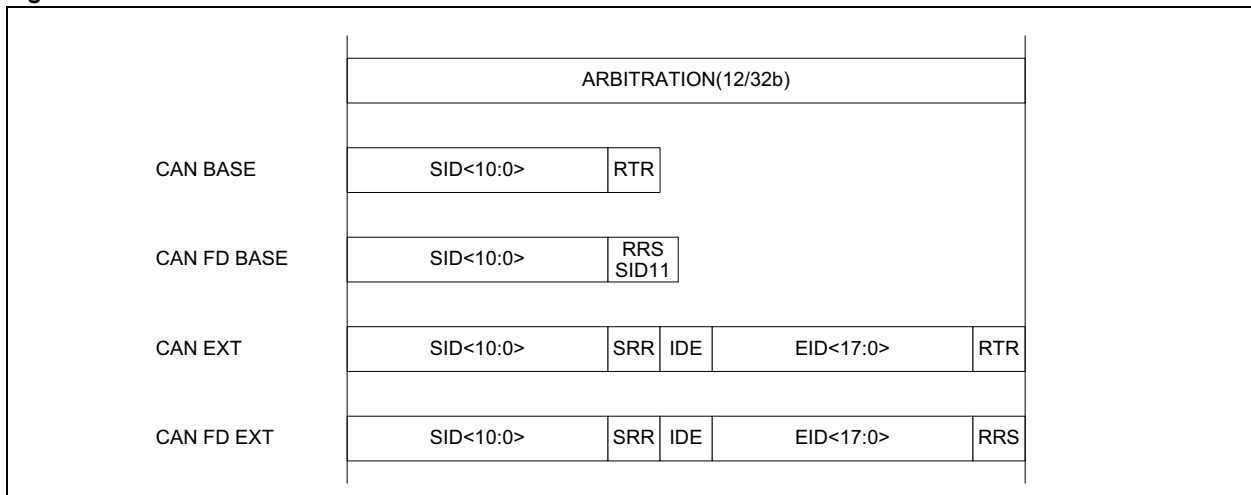 ARBITRATION(12/32b)
CAN BASE SID<10:0> RTR
CAN FD BASE SID<10:0> RRS
SID11
CAN EXT SID<10:0> SRR IDE EID<17:0> RTR
CAN FD EXT SID<10:0> SRR IDE EID<17:0> RRS